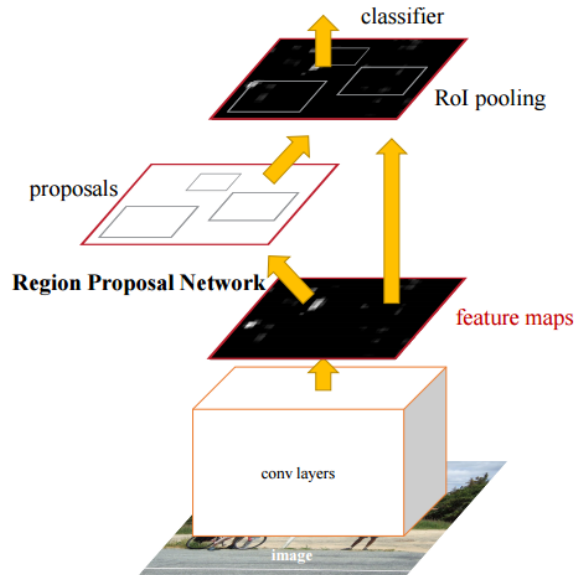 classifier
RoI pooling
proposals
Region Proposal Network
feature maps
conv layers
image